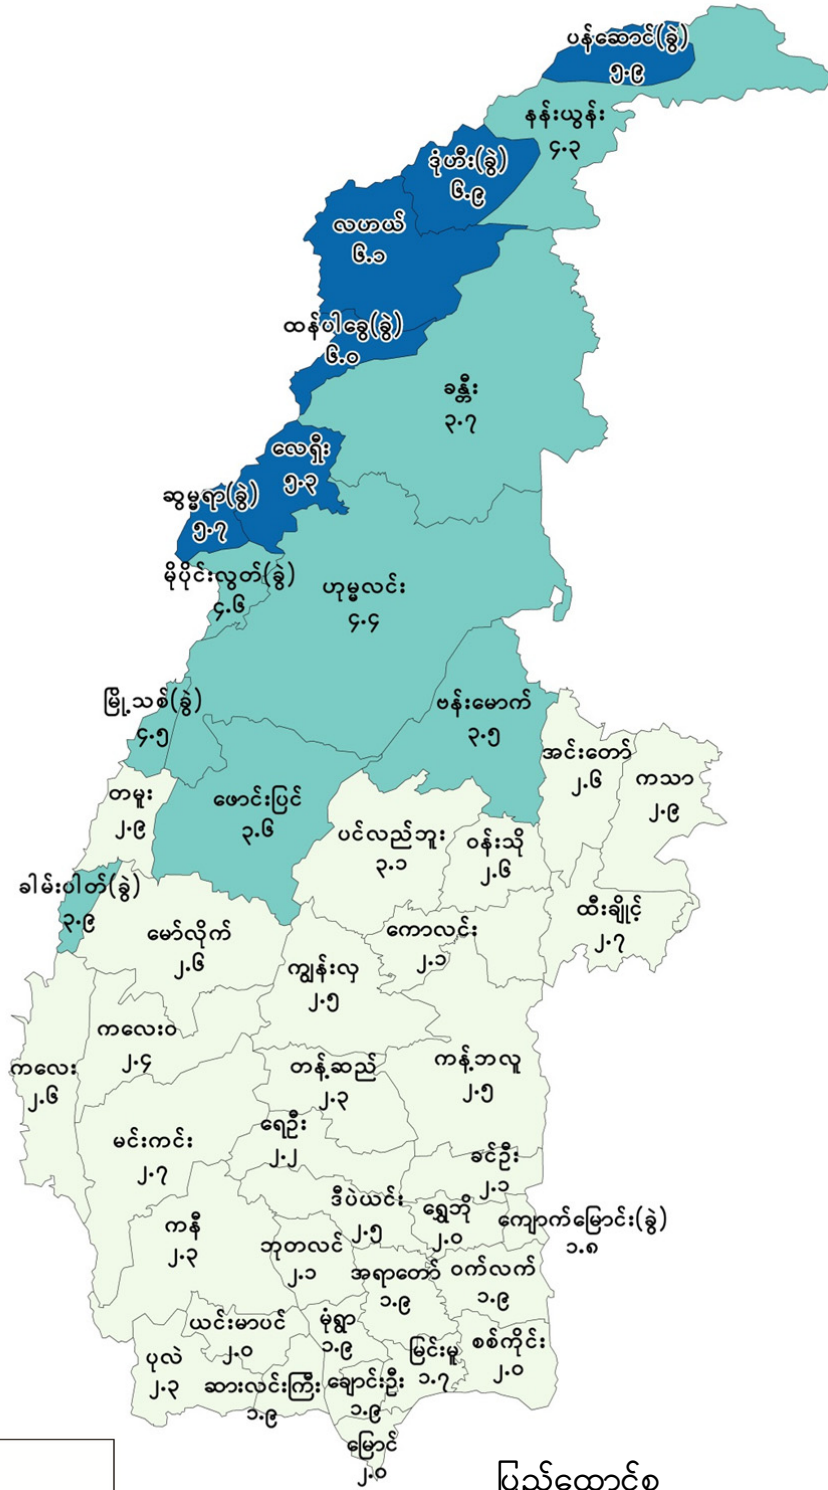 ပန်ဆောင်(ခွဲ)
၅.၉
နန်းယွန်း
၄.၃
ဒုံဟီး(ခွဲ)
၆.၉
လဟယ်
၆.၁
ထန်ပါခွေ(ခွဲ)
၆.၀
ခန္တီး
၃.၇
လေရှီး
၅.၃
ဆွမ္မရာ(ခွဲ)
၅.၇
မိုပိုင်းလွတ်(ခွဲ)
၄.၆
ဟုမ္မလင်း
၄.၄
မြို့သစ်(ခွဲ)
၄.၅
ဗန်းမောက်
၃.၅
အင်းတော်
၂.၆
ကသာ
၂.၉
တမူး
၂.၉
ဖောင်းပြင်
၃.၆
ပင်လည်ဘူး
၃.၁
ဝန်းသို
၂.၆
ခါမ်းပါတ်(ခွဲ)
၃.၉
မော်လိုက်
၂.၆
ကောလင်း
၂.၁
ထီးချိုင့်
၂.၇
ကျွန်းလှ
၂.၅
ကလေးဝ
၂.၄
ကလေး
၂.၆
တန့်ဆည်
၂.၃
ကန့်ဘလူ
၂.၅
ရေဦး
၂.၂
မင်းကင်း
၂.၇
ခင်ဦး
၂.၁
ဒီပဲယင်း
၂.၅
ရွှေဘို
၂.၀
ကျောက်မြောင်း(ခွဲ)
၁.၈
ကနီ
၂.၃
ဘုတလင်
၂.၁
အရာတော်
၁.၉
ဝက်လက်
၁.၉
ယင်းမာပင်
၂.၀
မုံရွာ
၁.၉
မြင်းမူ
၁.၇
စစ်ကိုင်း
၂.၀
ပုလဲ
၂.၃
ဆားလင်းကြီး
၁.၉
ချောင်းဦး
၁.၉
မြောင်
၂.၀
ပြည်ထောင်စု